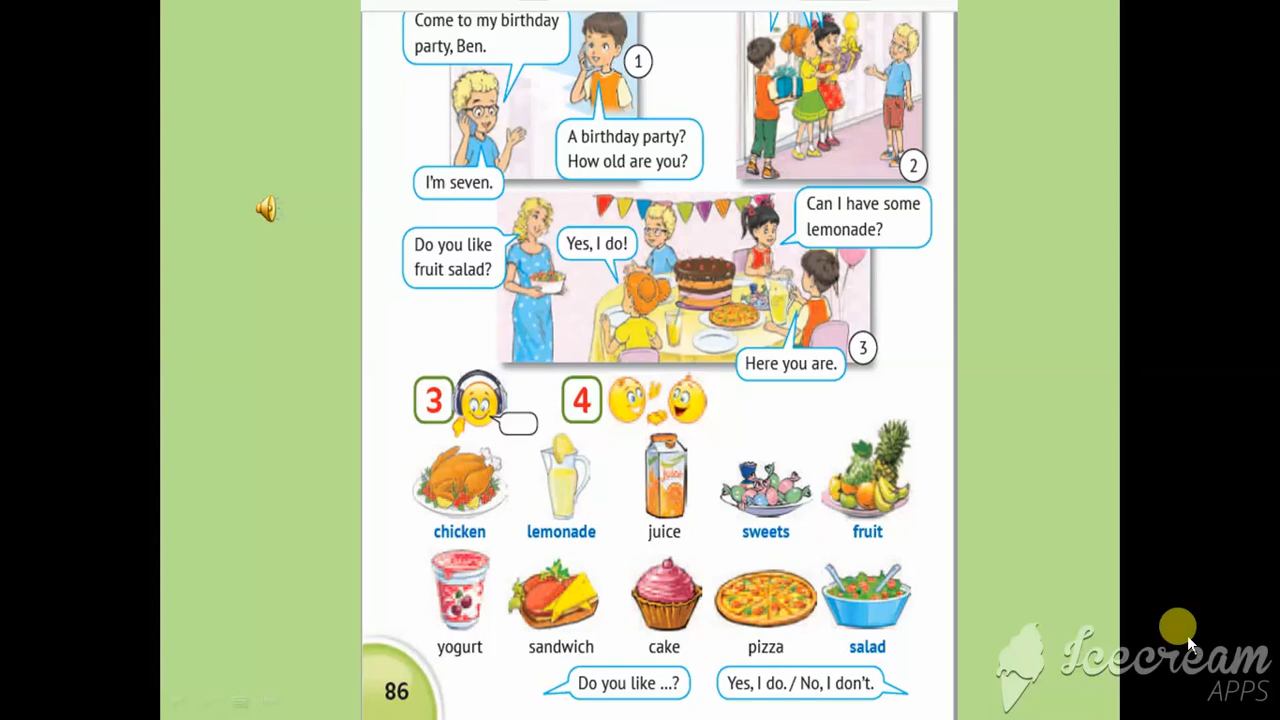 Come to my birthday
party, Ben.
1
A birthday party?
How old are you?
I'm seven.
2
Do you like
fruit salad?
Yes, I do!
Can I have some
lemonade?
Here you are.
3
3
4
juice
chicken
lemonade
juice
sweets
fruit
yogurt
sandwich
cake
pizza
salad
86
Do you like ...?
Yes, I do. / No, I don't.
Icecream
APPS